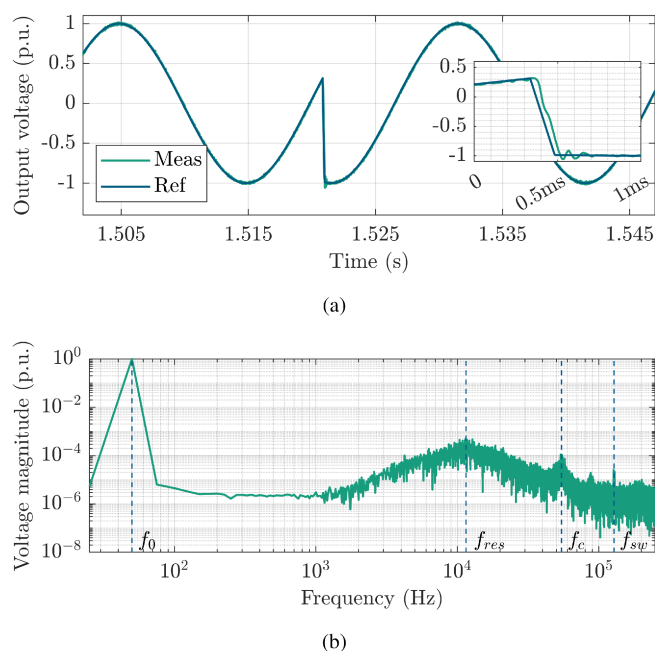 Output voltage (p.u.)
1
0.5
0
-0.5
-1
Meas
Ref
0.5
0
-1
0
0.5ms
1ms
1.505
1.515
1.525
1.535
1.545
Time (s)
(a)
Voltage magnitude (p.u.)
10^0
10^-2
10^-4
10^-6
10^-8
f_0
f_res
f_c
f_sw
10^2
10^3
10^4
10^5
Frequency (Hz)
(b)